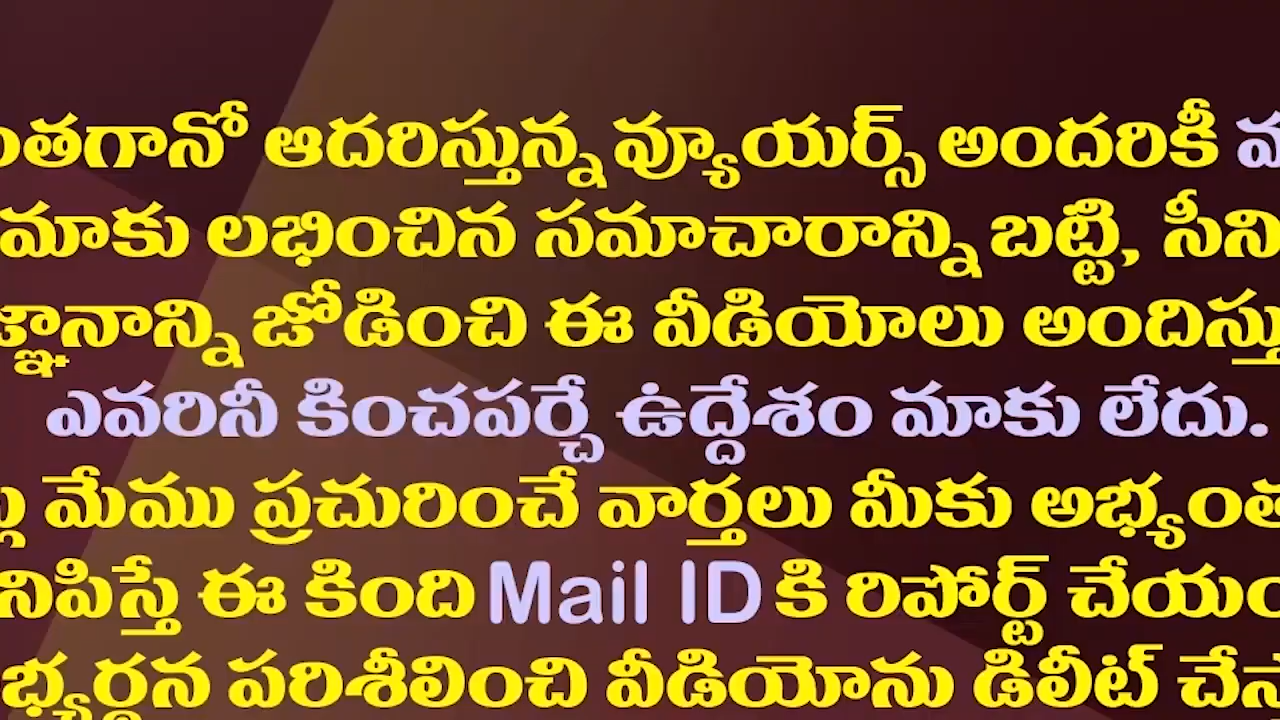 ంతగానో ఆదరిస్తున్న వ్యూయర్స్ అందరికీ
మాకు లభించిన సమాచారాన్ని బట్టి, సీని
జ్ఞానాన్ని జోడించి ఈ వీడియోలు అందిస్తు
ఎవరినీ కించపర్చే ఉద్దేశం మాకు లేదు.
మేము ప్రచురించే వార్తలు మీకు అభ్యంత
నిపిస్తే ఈ కింది Mail ID కి రిపోర్ట్ చేయం
భ్యర్థన పరిశీలించి వీడియోను డిలీట్ చేస